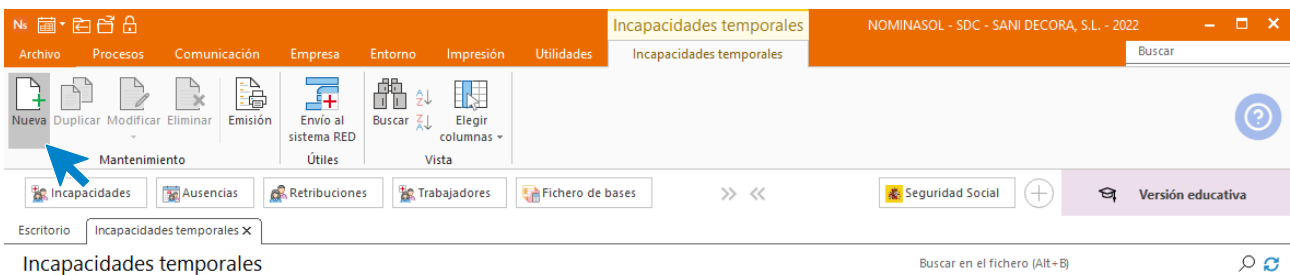 Ns Incapacidades temporales NOMINASOL - SDC - SANI DECORA, S.L. - 2022
Archivo Procesos Comunicación Empresa Entorno Impresión Utilidades Incapacidades temporales Buscar
Nueva Duplicar Modificar Eliminar Emisión Envío al sistema RED Buscar Elegir columnas
Mantenimiento Útiles Vista
Incapacidades Ausencias Retribuciones Trabajadores Fichero de bases Seguridad Social Versión educativa
Escritorio Incapacidades temporales X
Incapacidades temporales Buscar en el fichero (Alt+B)